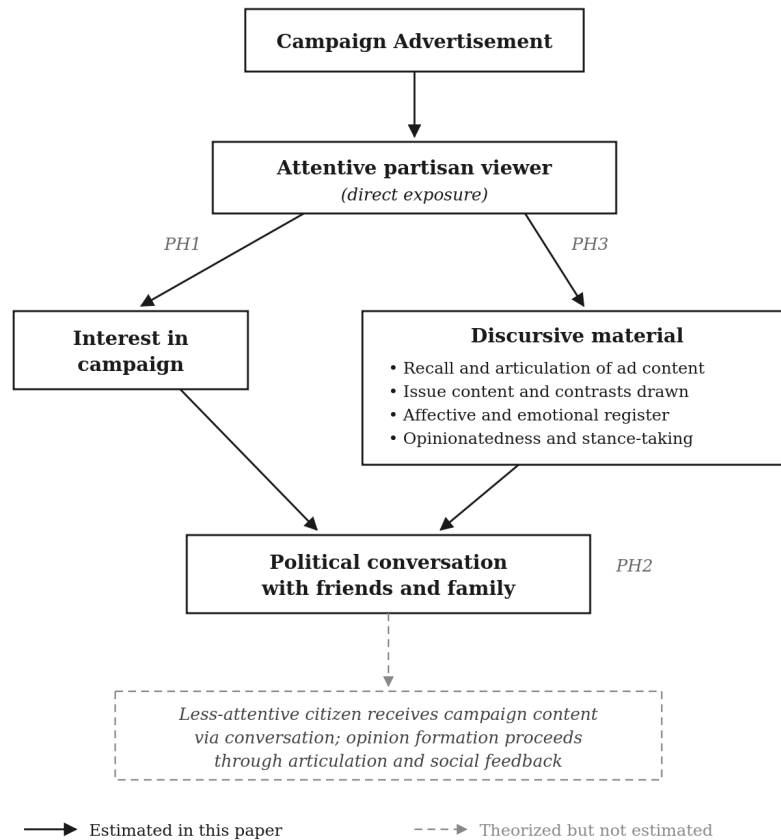 Campaign Advertisement
Attentive partisan viewer
(direct exposure)
PH1
PH3
Interest in
campaign
Discursive material
• Recall and articulation of ad content
• Issue content and contrasts drawn
• Affective and emotional register
• Opinionatedness and stance-taking
Political conversation
with friends and family
PH2
Less-attentive citizen receives campaign content
via conversation; opinion formation proceeds
through articulation and social feedback
Estimated in this paper
Theorized but not estimated